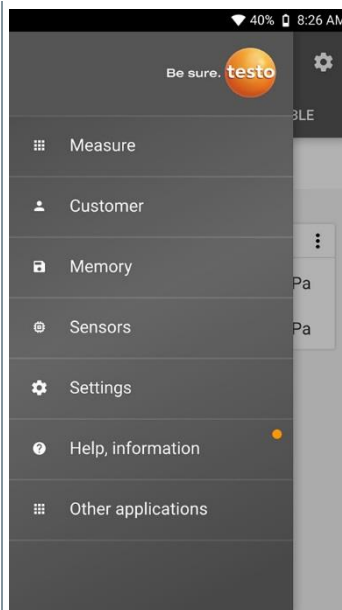 40% 8:26 AM
Be sure. testo
BLE
Measure
Customer
Memory
Pa
Sensors
Pa
Settings
Help, information
Other applications